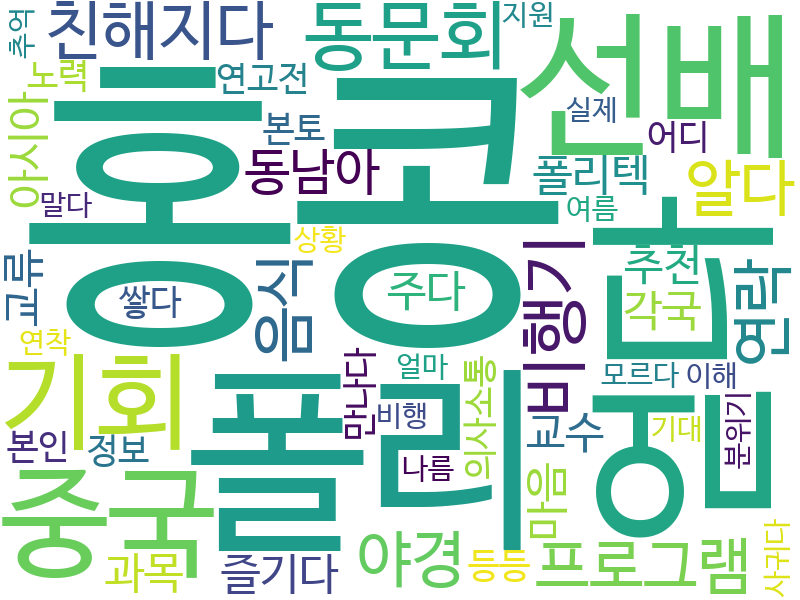 추억
친해지다
동문회
지원
선배
노력
연고전
홍콩
실제
아시아
본토
어디
동남아
폴리텍
알다
말다
여름
상황
교류
음식
비행기
추천
주다
쌓다
각국
연락
연착
기회
만나다
얼마
의사소통
모르다
이해
폴리
비행
본인
정보
교수
기대
분위기
나름
중국
마음
야경
등등
프로그램
사귀다
과목
즐기다